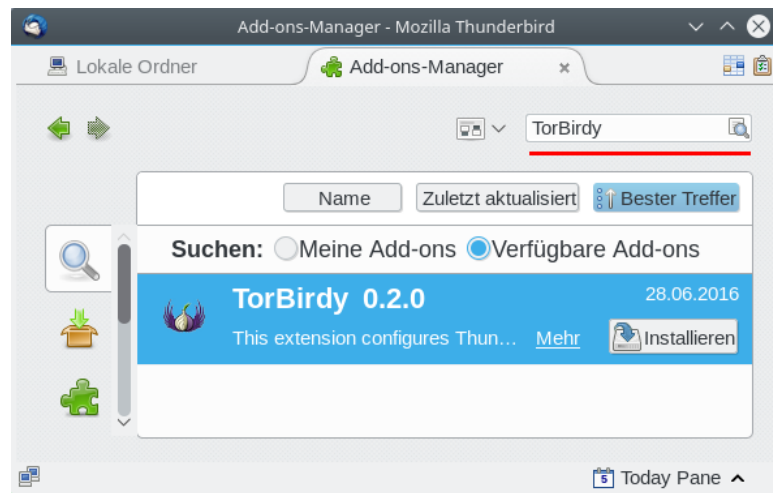 Add-ons-Manager - Mozilla Thunderbird
Lokale Ordner
Add-ons-Manager
TorBirdy
Name
Zuletzt aktualisiert
Bester Treffer
Suchen: Meine Add-ons Verfügbare Add-ons
TorBirdy 0.2.0
28.06.2016
This extension configures Thun… Mehr
Installieren
5
Today Pane